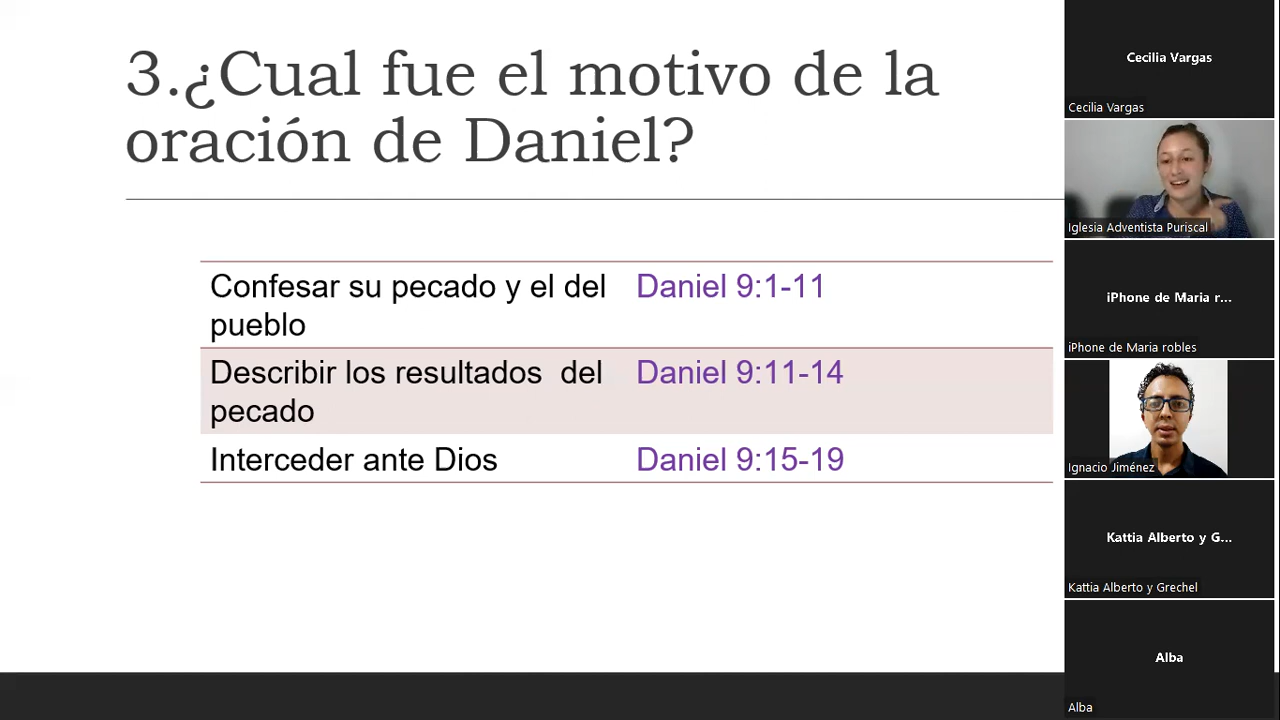 3.¿Cual fue el motivo de la
oración de Daniel?
Confesar su pecado y el del
pueblo
Daniel 9:1-11
Describir los resultados  del
pecado
Daniel 9:11-14
Interceder ante Dios
Daniel 9:15-19
Cecilia Vargas
Cecilia Vargas
Iglesia Adventista Puriscal
iPhone de Maria r...
iPhone de Maria robles
Ignacio Jiménez
Kattia Alberto y G...
Kattia Alberto y Grechel
Alba
Alba